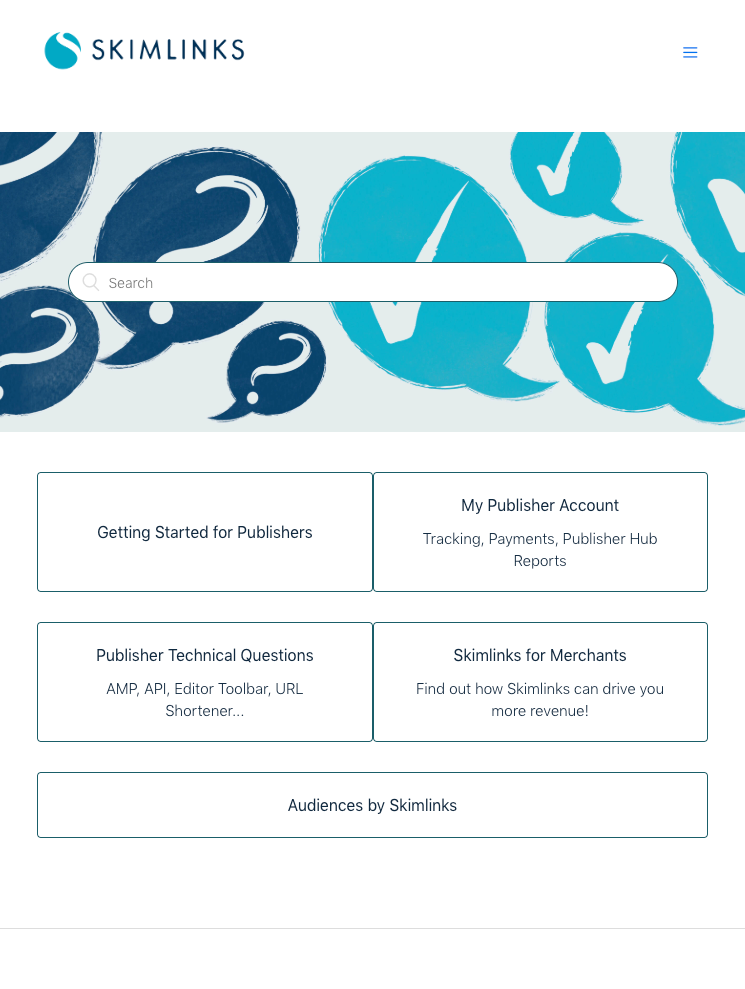 SKIMLINKS
Search
Getting Started for Publishers
My Publisher Account
Tracking, Payments, Publisher Hub
Reports
Publisher Technical Questions
AMP, API, Editor Toolbar, URL
Shortener...
Skimlinks for Merchants
Find out how Skimlinks can drive you
more revenue!
Audiences by Skimlinks